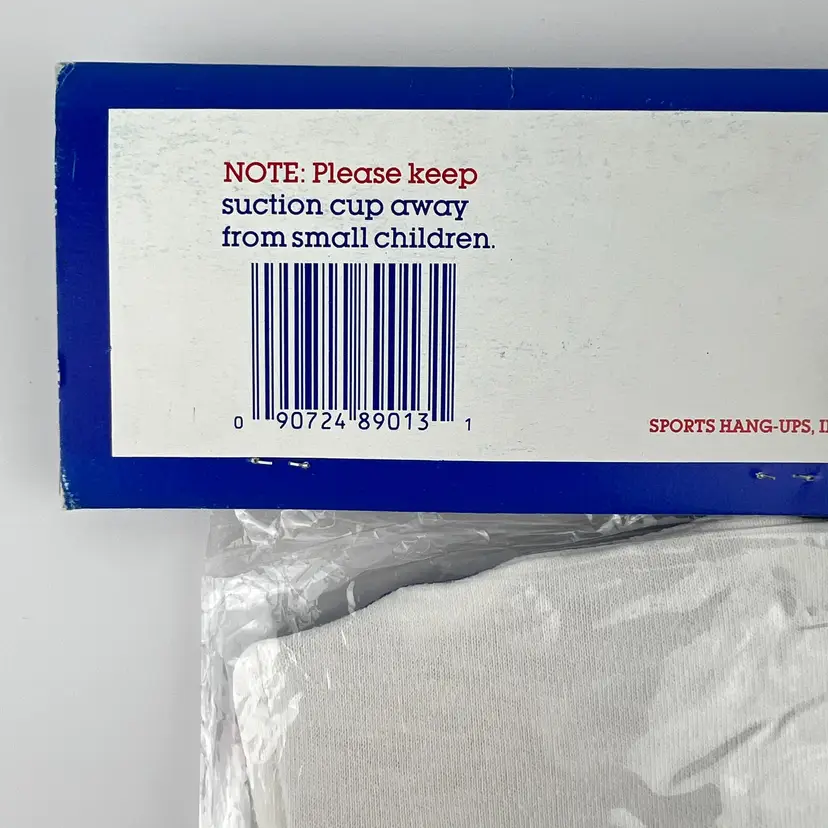 NOTE: Please keep
suction cup away
from small children.
0 90724 89013 1
SPORTS HANG-UPS,